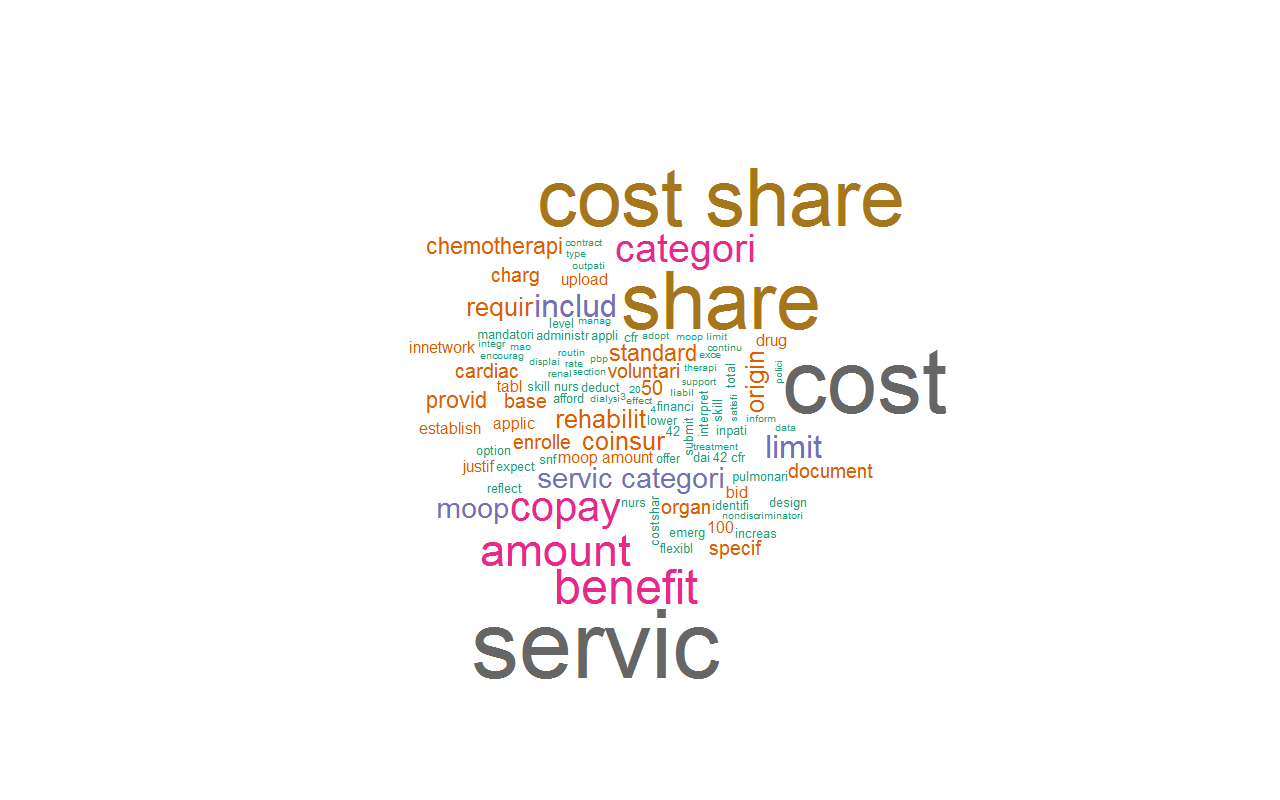 cost share
chemotherapi contract categori
type
outpati
charg upload
share
requir includ
level manag
mandatori administr appli cfr adopt moop limit
innetwork integr mao standard drug
encourag routin exce continu
displai rate pbp
cardiac renal section voluntari therapi total polici origin cost
tabl skill nurs deduct 20 50 support
provid base afford dialysi 3 effect liabil
4 financi interpret skill satisfi
establish applic rehabilit lower inform
42 submit inpati data
enrolle coinsur treatment limit
option snf moop amount offer dai 42 cfr
justif expect document
servic categori pulmonari
reflect bid
moop copay nurs costshar organ identifi design
nondiscriminatori
emerg 100 increas
amount flexibl specif
benefit
servic